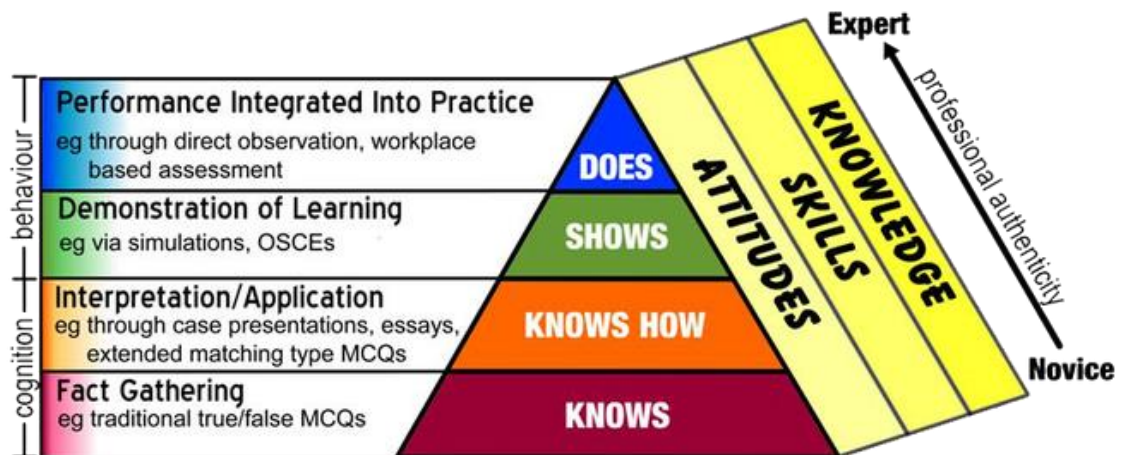 Performance Integrated Into Practice
eg through direct observation, workplace
based assessment
Demonstration of Learning
eg via simulations, OSCEs
Interpretation/Application
eg through case presentations, essays,
extended matching type MCQs
Fact Gathering
eg traditional true/false MCQs
behaviour
cognition
DOES
SHOWS
KNOWS HOW
KNOWS
ATTITUDES
SKILLS
KNOWLEDGE
Expert
professional authenticity
Novice